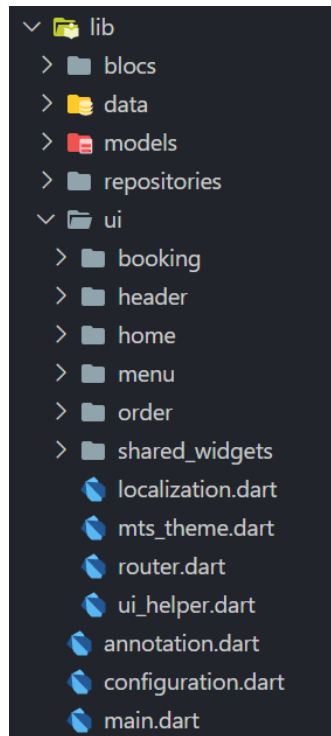 lib
blocs
data
models
repositories
ui
booking
header
home
menu
order
shared_widgets
localization.dart
mts_theme.dart
router.dart
ui_helper.dart
annotation.dart
configuration.dart
main.dart